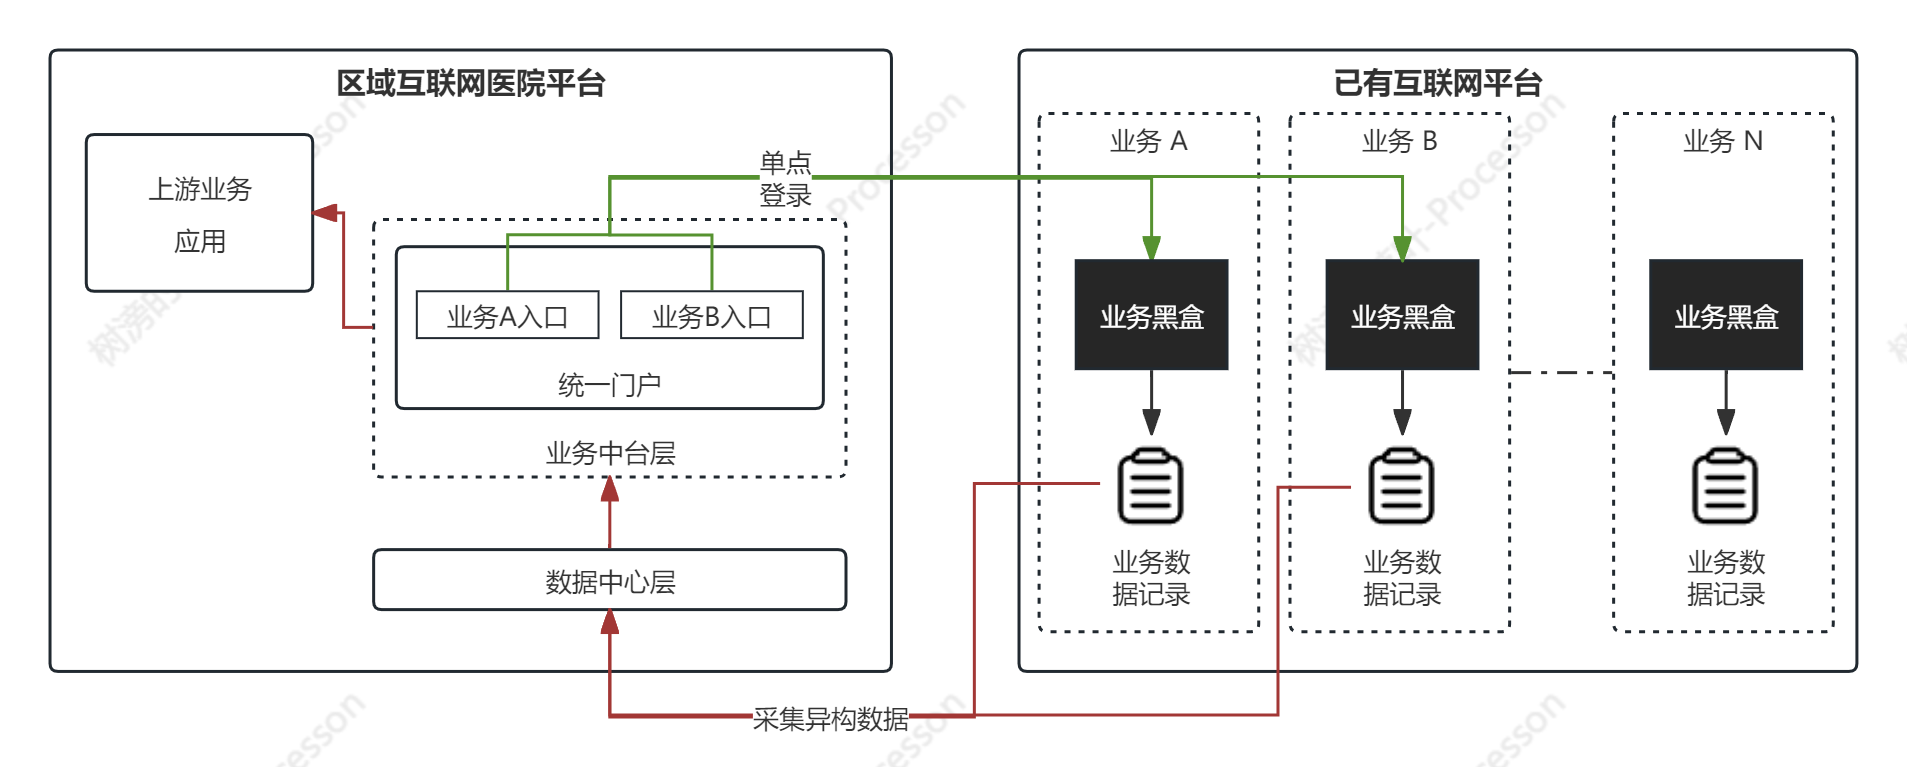 区域互联网医院平台
上游业务
应用
单点
登录
业务A入口
业务B入口
统一门户
业务中台层
数据中心层
采集异构数据
已有互联网平台
业务 A
业务 B
业务 N
业务黑盒
业务黑盒
业务黑盒
业务数
据记录
业务数
据记录
业务数
据记录
Processon
Processon